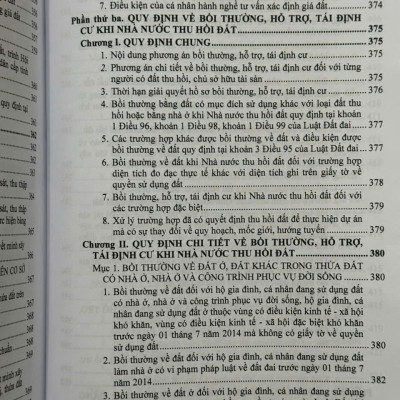 7. Điều kiện của cá nhân hành nghề tư vấn xác định giá đất 374
Phần thứ ba. QUY ĐỊNH VỀ BỒI THƯỜNG, HỖ TRỢ, TÁI ĐỊNH
CƯ KHI NHÀ NƯỚC THU HỒI ĐẤT 375
Chương I. QUY ĐỊNH CHUNG 375
1. Nội dung phương án bồi thường, hỗ trợ, tái định cư 375
2. Phương án chi tiết về bồi thường, hỗ trợ, tái định cư đối với từng
người có đất thu hồi, chủ sở hữu tài sản 375
3. Thời hạn giải quyết hồ sơ bồi thường, hỗ trợ, tái định cư 376
4. Bồi thường bằng đất có mục đích sử dụng khác với loại đất thu
hồi hoặc bằng nhà ở khi Nhà nước thu hồi đất quy định tại khoản
1 Điều 96, khoản 1 Điều 98, khoản 1 Điều 99 của Luật Đất đai 377
5. Các trường hợp khác được bồi thường về đất và điều kiện được
bồi thường về đất quy định tại khoản 3 Điều 95 của Luật Đất đai 377
6. Bồi thường về đất khi Nhà nước thu hồi đất đối với trường hợp
diện tích đo đạc thực tế khác với diện tích ghi trên giấy tờ về
quyền sử dụng đất 378
7. Bồi thường, hỗ trợ, tái định cư khi Nhà nước thu hồi đất đối với
các trường hợp đặc biệt 378
8. Xử lý trường hợp đã có quyết định thu hồi đất để thực hiện dự án
mà có sự thay đổi về quy hoạch, mốc giới, hướng tuyến 379
Chương II. QUY ĐỊNH CHI TIẾT VỀ BỒI THƯỜNG, HỖ TRỢ,
TÁI ĐỊNH CƯ KHI NHÀ NƯỚC THU HỒI ĐẤT 380
Mục 1. BỒI THƯỜNG VỀ ĐẤT Ở, ĐẤT KHÁC TRONG THỬA ĐẤT
CÓ NHÀ Ở, NHÀ Ở VÀ CÔNG TRÌNH PHỤC VỤ ĐỜI SỐNG 380
1. Bồi thường về đất đối với hộ gia đình, cá nhân đang sử dụng đất
có nhà ở, nhà ở và công trình phục vụ đời sống, hộ gia đình, cá
nhân đang sử dụng đất ở thuộc vùng có điều kiện kinh tế - xã hội
khó khăn, vùng có điều kiện kinh tế - xã hội đặc biệt khó khăn
trước ngày 01 tháng 7 năm 2014 mà không có giấy tờ về quyền
sử dụng đất 380
2. Bồi thường về đất đối với hộ gia đình, cá nhân đang sử dụng đất
làm nhà ở có vi phạm pháp luật về đất đai trước ngày 01 tháng 7
năm 2014 382
3. Bồi thường về đất ở đối với hộ gia đình, cá nhân đang sử dụng